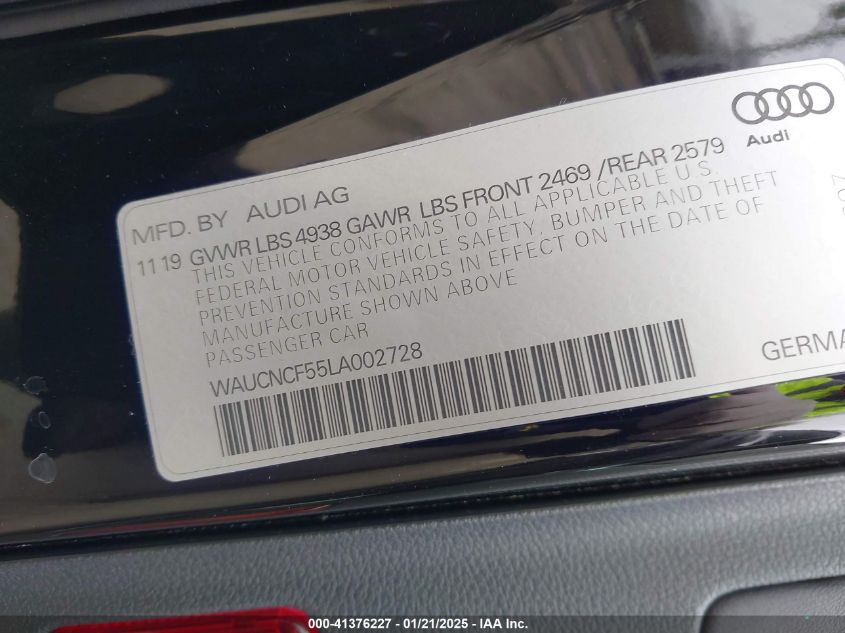 Audi
MFD. BY AUDI AG
1119 GVWR LBS 4938 GAWR LBS FRONT 2469 /REAR 2579
THIS VEHICLE CONFORMS TO ALL APPLICABLE U.S.
FEDERAL MOTOR VEHICLE SAFETY, BUMPER AND THEFT
PREVENTION STANDARDS IN EFFECT ON THE DATE OF
MANUFACTURE SHOWN ABOVE
PASSENGER CAR
WAUCNCF55LA002728
GERMA
000-41376227 - 01/21/2025 - IAA Inc.